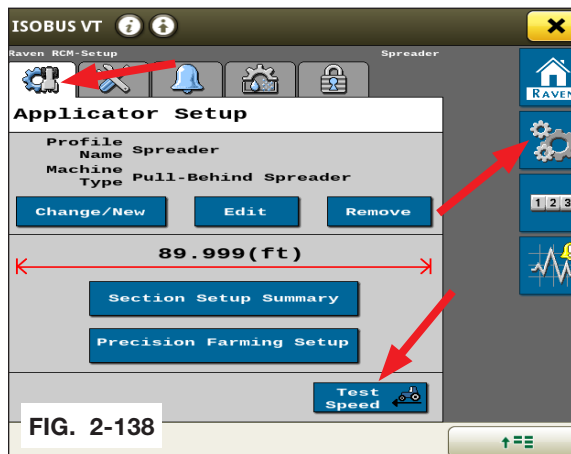 ISOBUS VT
Raven RCM-Setup
Spreader
RAVEN
Applicator Setup
Profile
Name Spreader
Machine
Type Pull-Behind Spreader
Change/New
Edit
Remove
1 2 3
89.999(ft)
Section Setup Summary
Precision Farming Setup
Test
Speed
FIG. 2-138